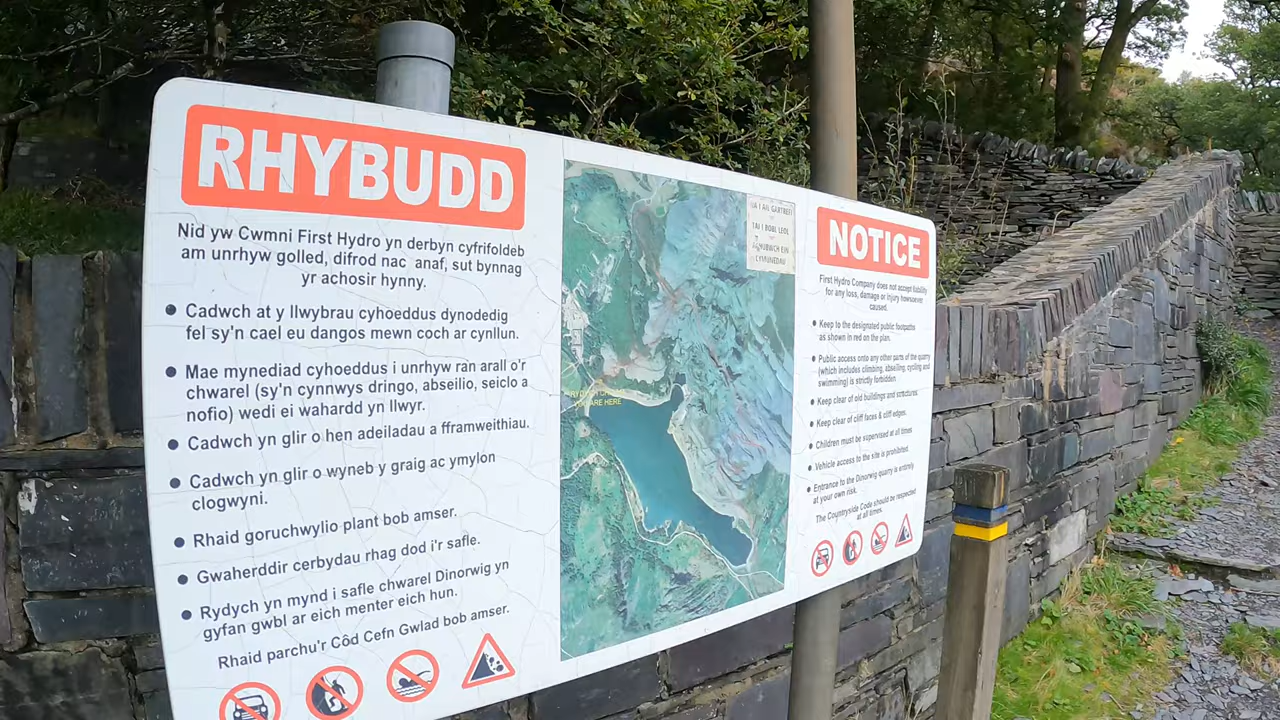 RHYBUDD
Nid yw Cwmni First Hydro yn derbyn cyfrifoldeb
am unrhyw golled, difrod nac anaf, sut bynnag
yr achosir hynny.
Cadwch at y llwybrau cyhoeddus dynodedig
fel sy'n cael eu dangos mewn coch ar cynllun.
Mae mynediad cyhoeddus i unrhyw ran arall o'r
chwarel (sy'n cynnwys dringo, abseilio, seiclo a
nofio) wedi ei wahardd yn llwyr.
Cadwch yn glir o hen adeiladau a fframweithiau.
Cadwch yn glir o wyneb y graig ac ymylon
clogwyni.
Rhaid goruchwylio plant bob amser.
Gwaherddir cerbydau rhag dod i'r safle.
Rydych yn mynd i safle chwarel Dinorwig yn
gyfan gwbl ar eich menter eich hun.
Rhaid parchu'r Côd Cefn Gwlad bob amser.
YOU ARE HERE
NOTICE
First Hydro Company does not accept liability
for any loss, damage or injury howsoever
caused.
Keep to the designated public footpaths
as shown in red on the plan.
Public access onto any other parts of the quarry
(which includes climbing, abseiling, cycling and
swimming) is strictly forbidden.
Keep clear of old buildings and structures.
Keep clear of cliff faces & cliff edges.
Children must be supervised at all times
Vehicle access to the site is prohibited.
Entrance to the Dinorwig quarry is entirely
at your own risk.
The Countryside Code should be respected
at all times.